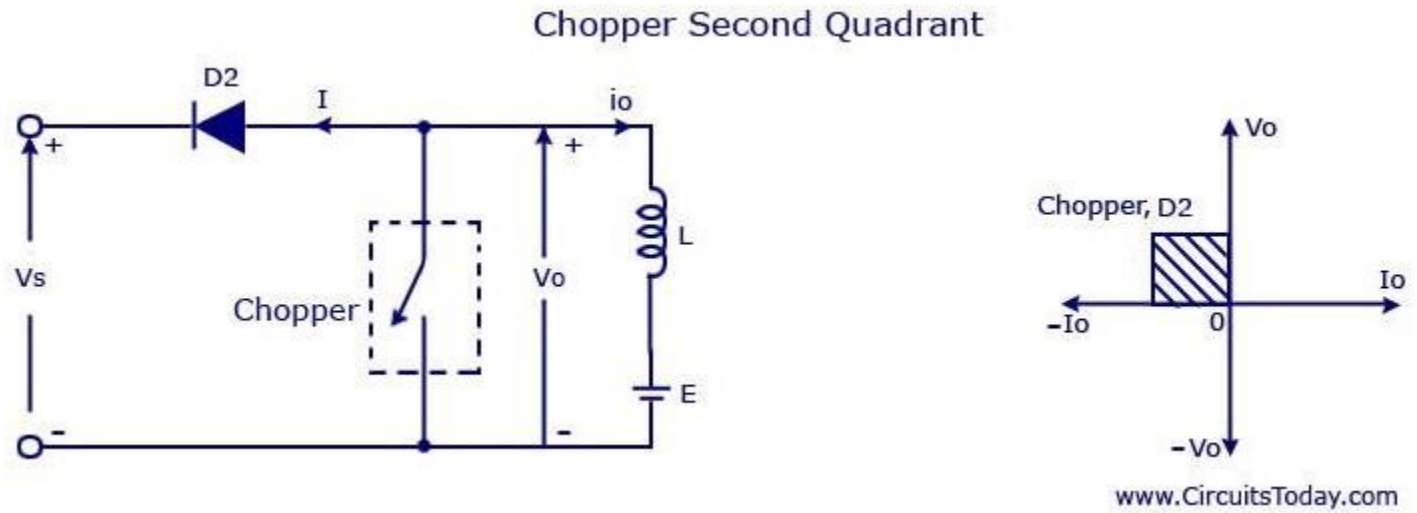 Chopper Second Quadrant
D2
I
io
+
+
Vs
Chopper
Vo
L
E
-
-
Vo
Chopper, D2
Io
-Io
0
-Vo
www.CircuitsToday.com